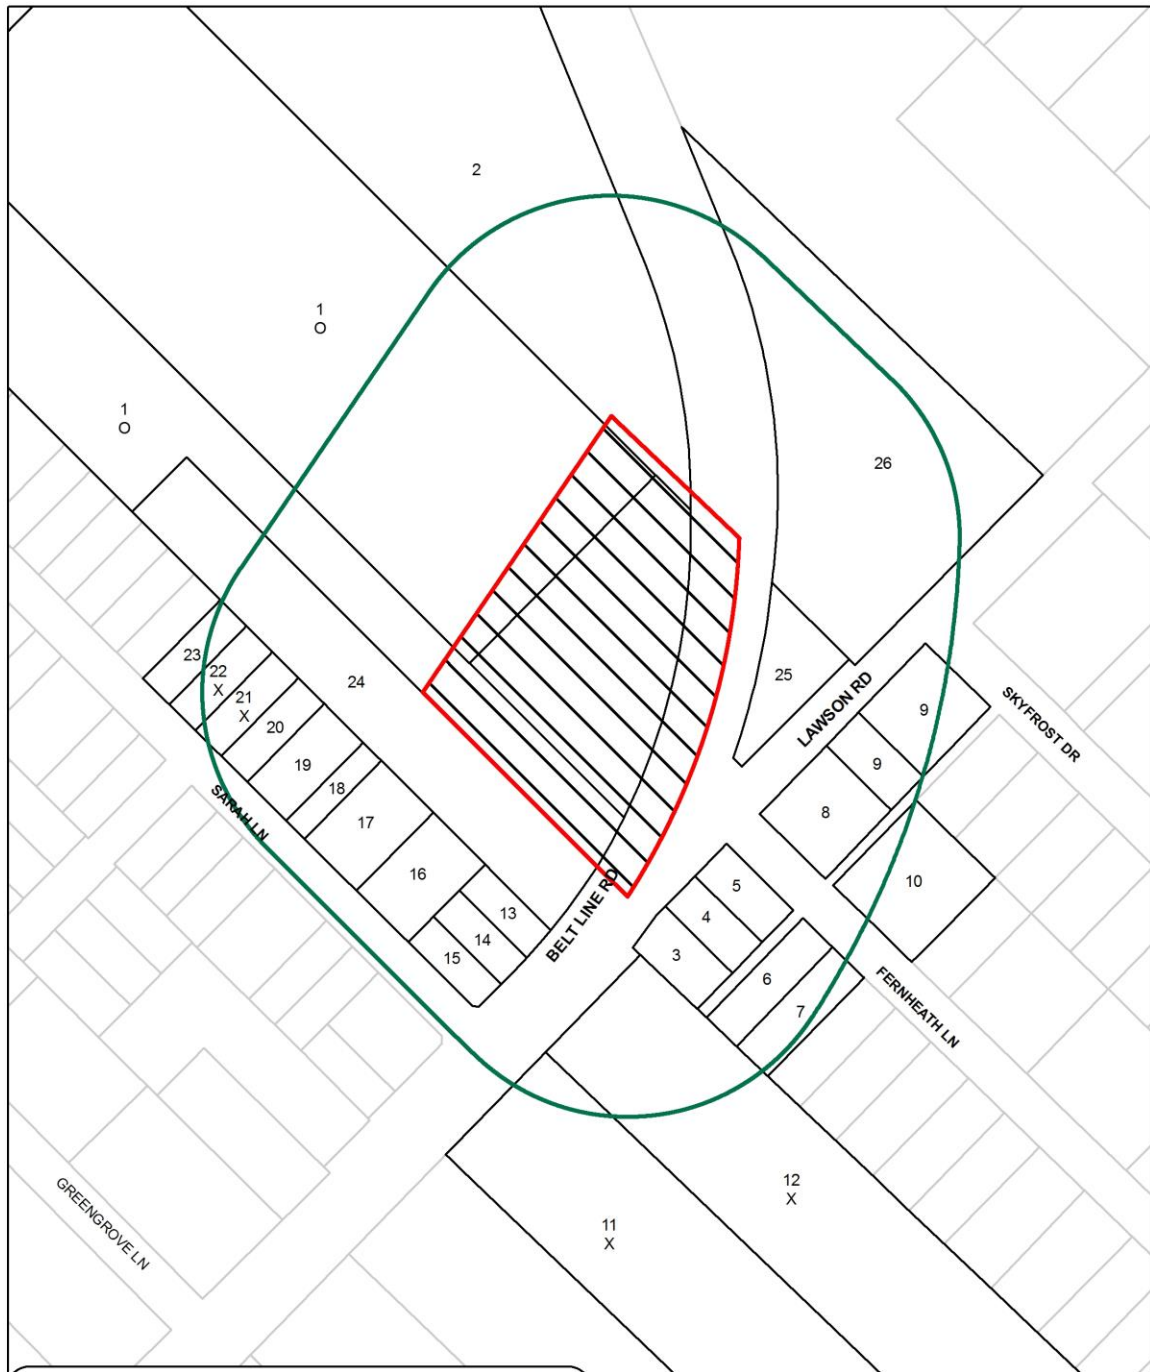 2
1
O
1
O
26
23
22
X
21
X
24
25
20
19
18
17
16
13
14
15
SARAH LN
BELT LINE RD
LAWSON RD
SKYFROST DR
9
9
8
10
5
4
3
6
7
FERNHEATH LN
12
X
11
X
GREENGROVE LN